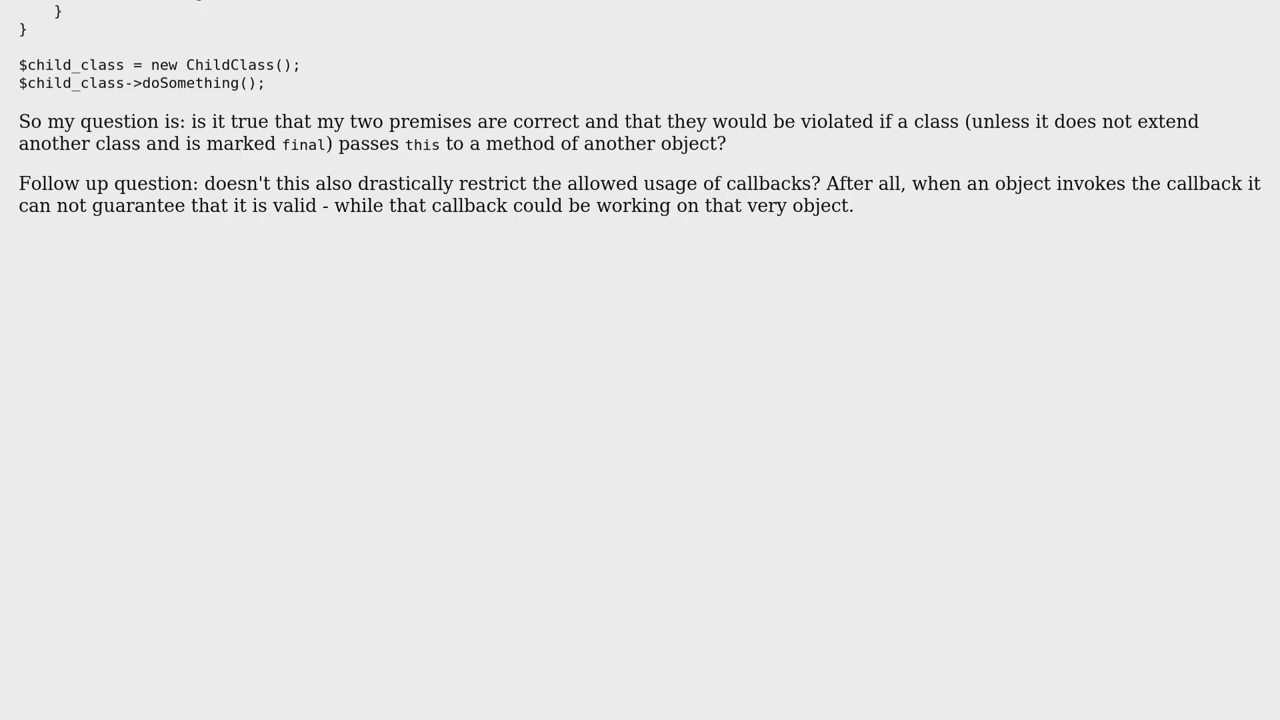 }
}
$child_class = new ChildClass();
$child_class->doSomething();
So my question is: is it true that my two premises are correct and that they would be violated if a class (unless it does not extend
another class and is marked final) passes this to a method of another object?
Follow up question: doesn't this also drastically restrict the allowed usage of callbacks? After all, when an object invokes the callback it
can not guarantee that it is valid - while that callback could be working on that very object.